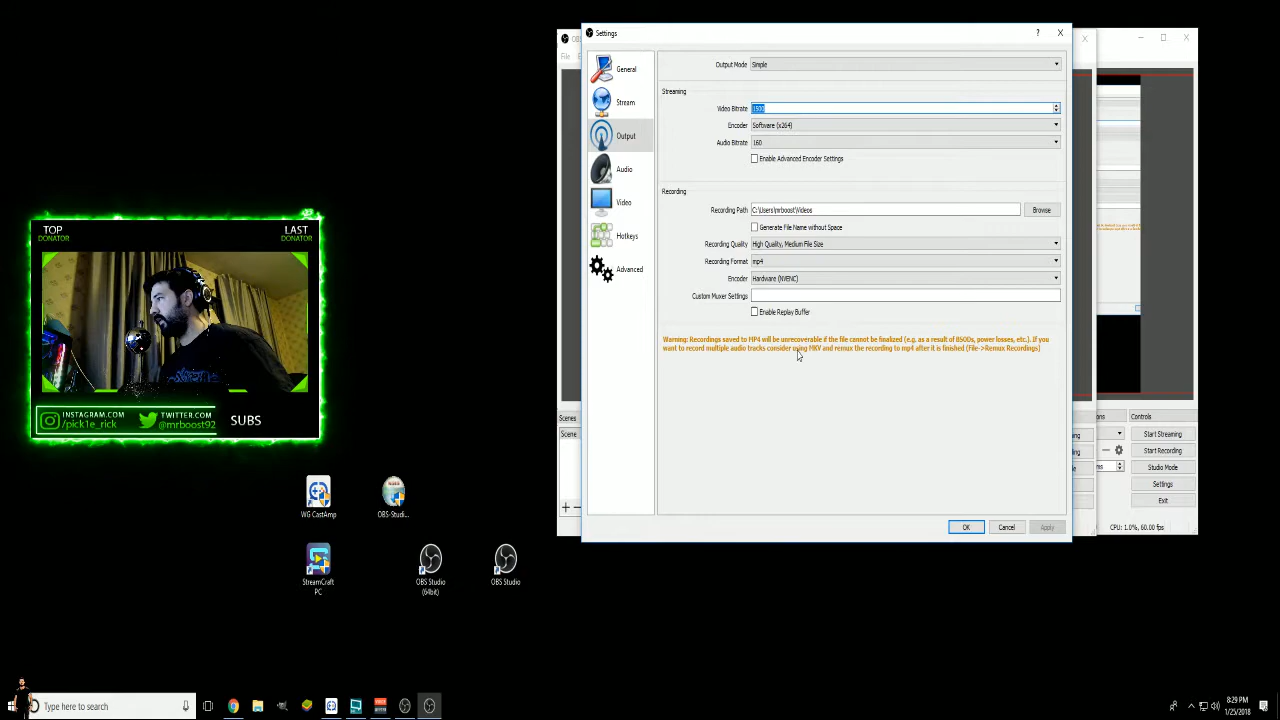 Settings
?
OBS
File
General
Stream
Output
Audio
Video
Hotkeys
Advanced
Output Mode Simple
Streaming
Video Bitrate 1500
Encoder Software (x264)
Audio Bitrate 160
Enable Advanced Encoder Settings
Recording
Recording Path C:\Users\mrboost\Videos Browse
Generate File Name without Space
Recording Quality High Quality, Medium File Size
Recording Format mp4
Encoder Hardware (NVENC)
Custom Muxer Settings
Enable Replay Buffer
Warning: Recordings saved to MP4 will be unrecoverable if the file cannot be finalized (e.g. as a result of BSODs, power losses, etc.). If you
want to record multiple audio tracks consider using MKV and remux the recording to mp4 after it is finished (File->Remux Recordings)
OK Cancel Apply
Scenes
Scene
Controls
Start Streaming
Start Recording
Studio Mode
Settings
Exit
CPU: 1.0%, 60.00 fps
TOP
DONATOR
LAST
DONATOR
INSTAGRAM.COM
/pick1e_rick
TWITTER.COM
@mrboost92
SUBS
WG CastAmp
OBS-Studi...
StreamCraft
PC
OBS Studio
(64bit)
OBS Studio
Type here to search
8:29 PM
1/25/2018